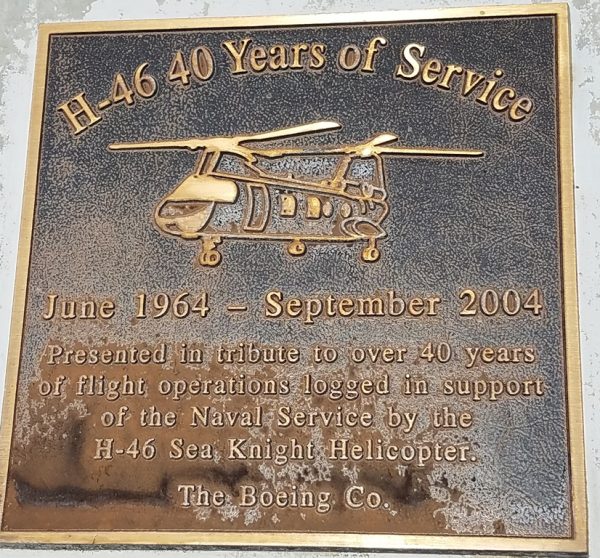 H-46 40 Years of Service
June 1964 – September 2004
Presented in tribute to over 40 years
of flight operations logged in support
of the Naval Service by the
H-46 Sea Knight Helicopter.
The Boeing Co.